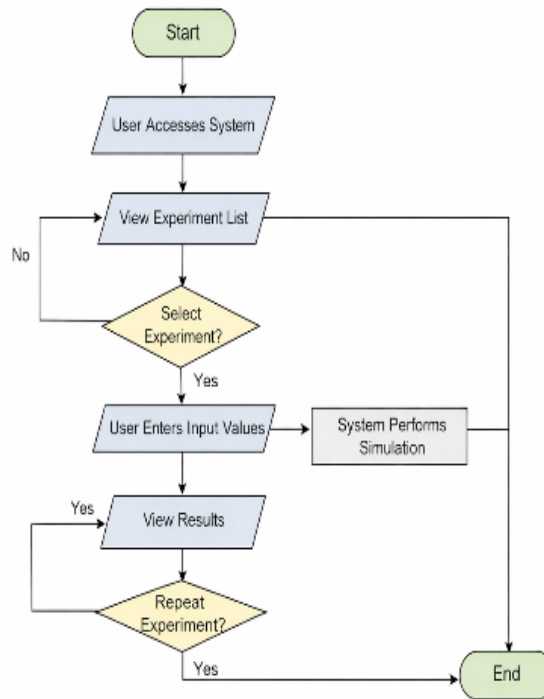 Start
User Accesses System
View Experiment List
No
Select
Experiment?
Yes
User Enters Input Values
System Performs
Simulation
Yes
View Results
Repeat
Experiment?
Yes
End